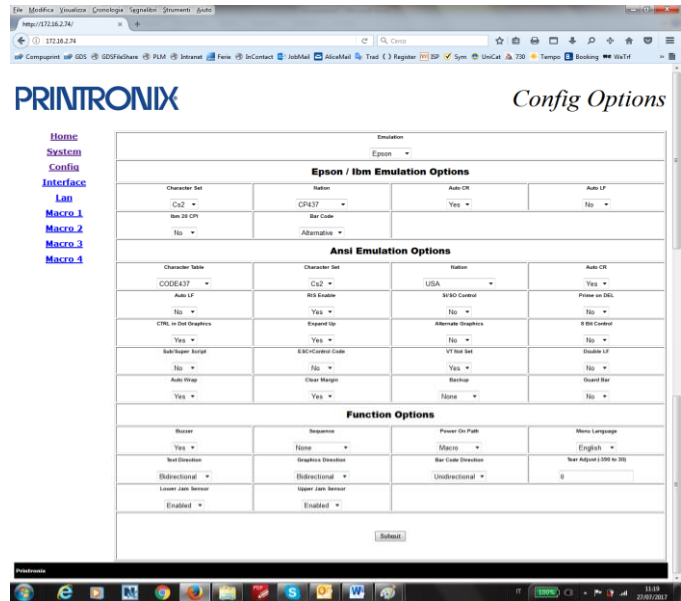 File Modifica Visualizza Cronologia Segnalibri Strumenti Aiuto
http://172.16.2.74/ × +
172.16.2.74 Cerca
Compuprint GDS GDSFileShare PLM Intranet Ferie InContact JobMail AliceMail Trad Register ISP Sym UniCat 730 Tempo Booking WeTrf
PRINTRONIX
Config Options
Home
System
Config
Interface
Lan
Macro 1
Macro 2
Macro 3
Macro 4
Emulation
Epson
Epson / Ibm Emulation Options
Character Set Nation Auto CR Auto LF
Cs2 CP437 Yes No
Ibm 20 CPI Bar Code
No Alternative
Ansi Emulation Options
Character Table Character Set Nation Auto CR
CODE437 Cs2 USA Yes
Auto LF RIS Enable SI/SO Control Prime on DEL
No Yes No No
CTRL in Dot Graphics Expand Up Alternate Graphics 8 Bit Control
Yes Yes No No
Sub/Super Script ESC+Control Code VT Not Set Double LF
No No Yes No
Auto Wrap Clear Margin Backup Guard Bar
Yes Yes None No
Function Options
Buzzer Sequence Power On Path Menu Language
Yes None Macro English
Text Direction Graphics Direction Bar Code Direction Tear Adjust (-350 to 30)
Bidirectional Bidirectional Unidirectional 0
Lower Jam Sensor Upper Jam Sensor
Enabled Enabled
Submit
Printronix
IT 100% 11:19
27/07/2017